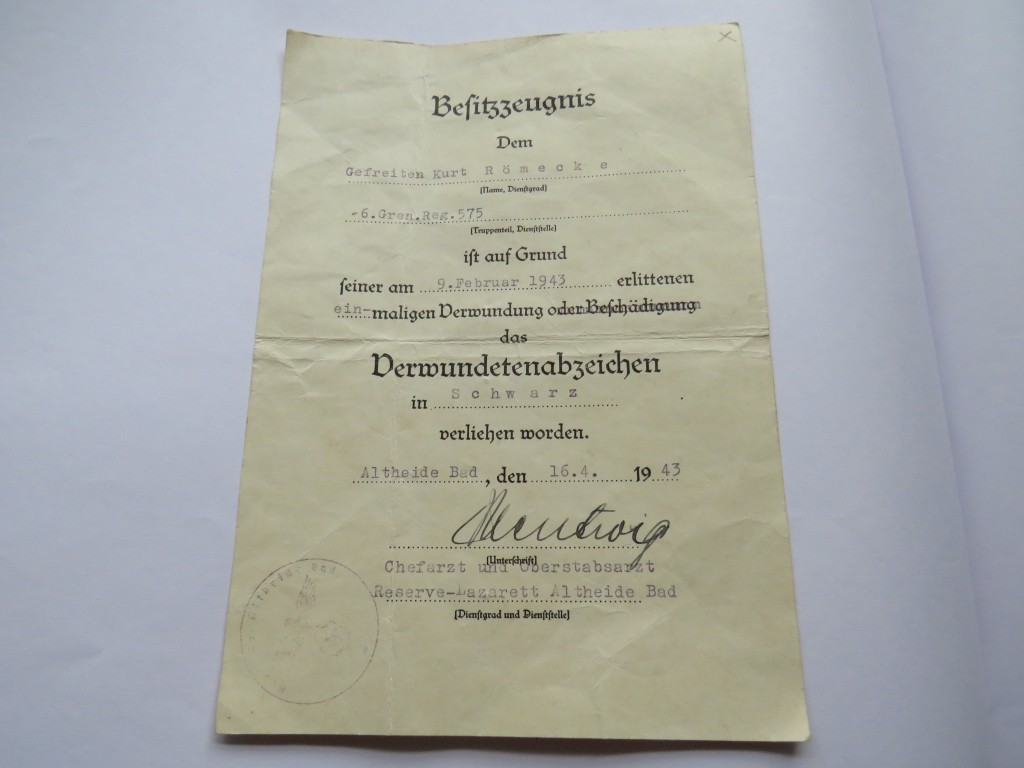 Besitzzeugnis
Dem
Gefreiten Kurt Römecke
(Name, Dienstgrad)
-6.Gren.Reg.575
(Truppenteil, Dienststelle)
ist auf Grund
seiner am 9.Februar 1943 erlittenen
ein-maligen Verwundung oder Beschädigung
das
Verwundetenabzeichen
in Schwarz
verliehen worden.
Altheide Bad, den 16.4. 1943
(Unterschrift)
Chefarzt und Oberstabsarzt
Reserve-Lazarett Altheide Bad
(Dienstgrad und Dienststelle)
Altheide Bad